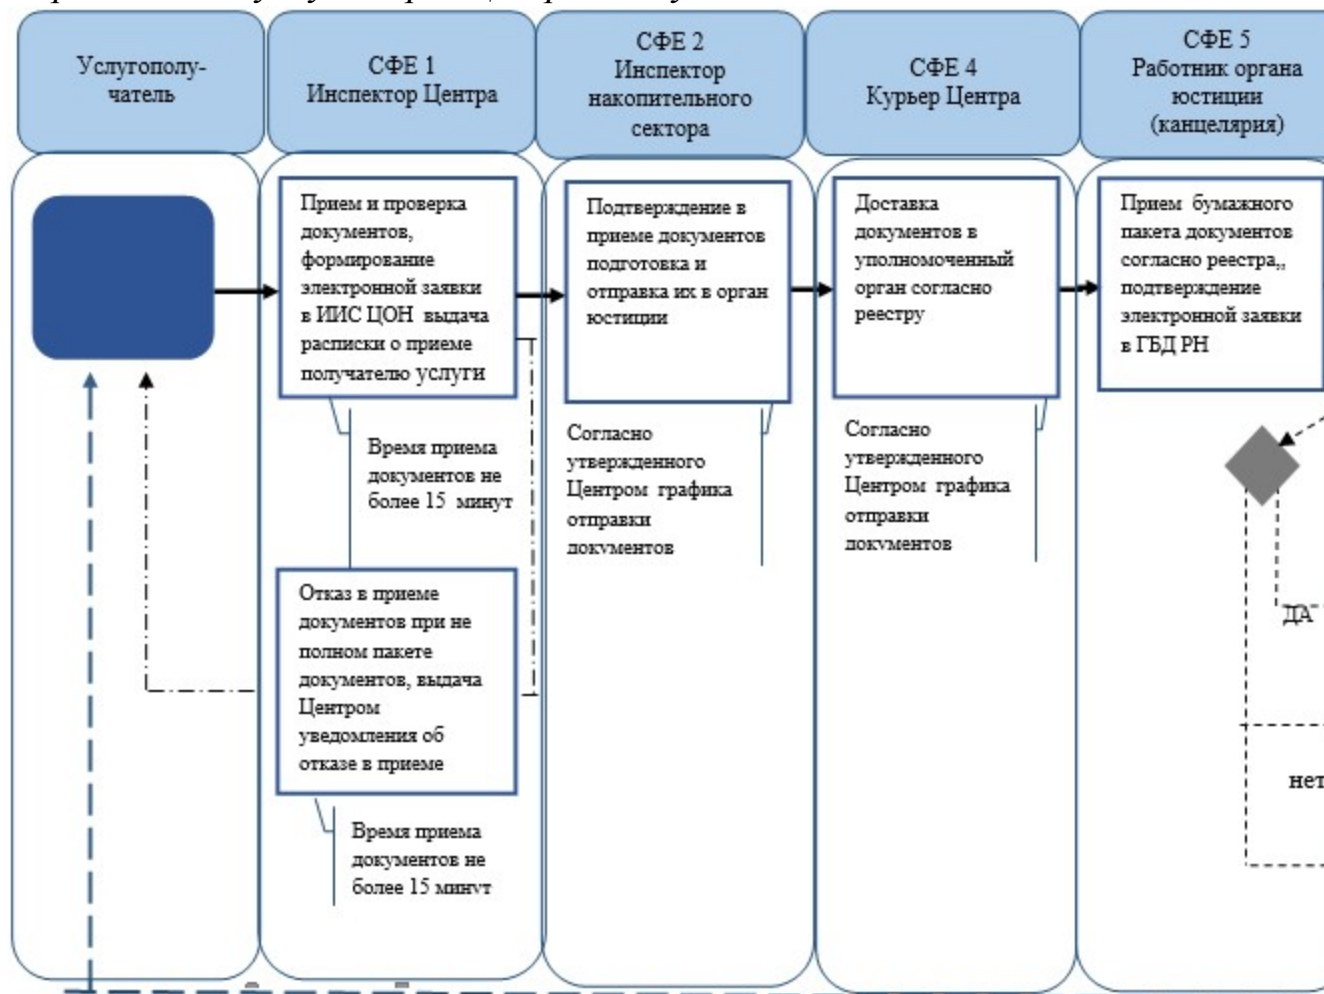 Услугополу-
чатель
СФЕ 1
Инспектор Центра
СФЕ 2
Инспектор
накопительного
сектора
СФЕ 4
Курьер Центра
СФЕ 5
Работник органа
юстиции
(канцелярия)
Прием и проверка
документов,
формирование
электронной заявки
в ИИС ЦОН выдача
расписки о приеме
получателю услуги
Время приема
документов не
более 15 минут
Отказ в приеме
документов при не
полном пакете
документов, выдача
Центром
уведомления об
отказе в приеме
Время приема
документов не
более 15 минут
Подтверждение в
приеме документов
подготовка и
отправка их в орган
юстиции
Согласно
утвержденного
Центром графика
отправки
документов
Доставка
документов в
уполномоченный
орган согласно
реестру
Согласно
утвержденного
Центром графика
отправки
документов
Прием бумажного
пакета документов
согласно реестра,,
подтверждение
электронной заявки
в ГБД РН
ДА
нет